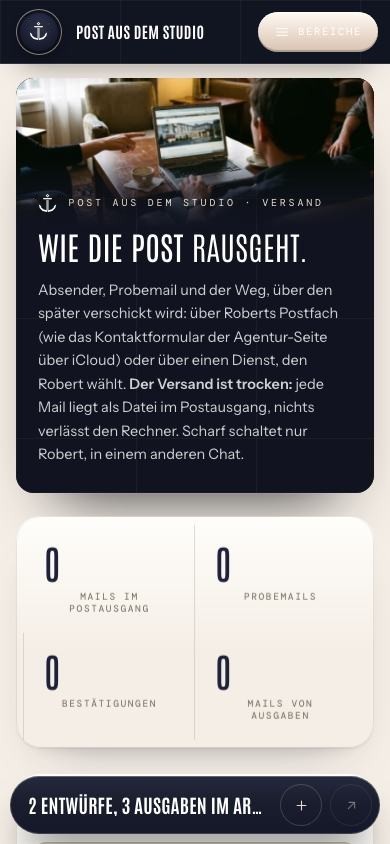 POST AUS DEM STUDIO
BEREICHE
POST AUS DEM STUDIO · VERSAND
WIE DIE POST RAUSGEHT.
Absender, Probemail und der Weg, über den
später verschickt wird: über Roberts Postfach
(wie das Kontaktformular der Agentur-Seite
über iCloud) oder über einen Dienst, den
Robert wählt. Der Versand ist trocken: jede
Mail liegt als Datei im Postausgang, nichts
verlässt den Rechner. Scharf schaltet nur
Robert, in einem anderen Chat.
0
MAILS IM
POSTAUSGANG
0
PROBEMAILS
0
BESTÄTIGUNGEN
0
MAILS VON
AUSGABEN
2 ENTWÜRFE, 3 AUSGABEN IM AR…